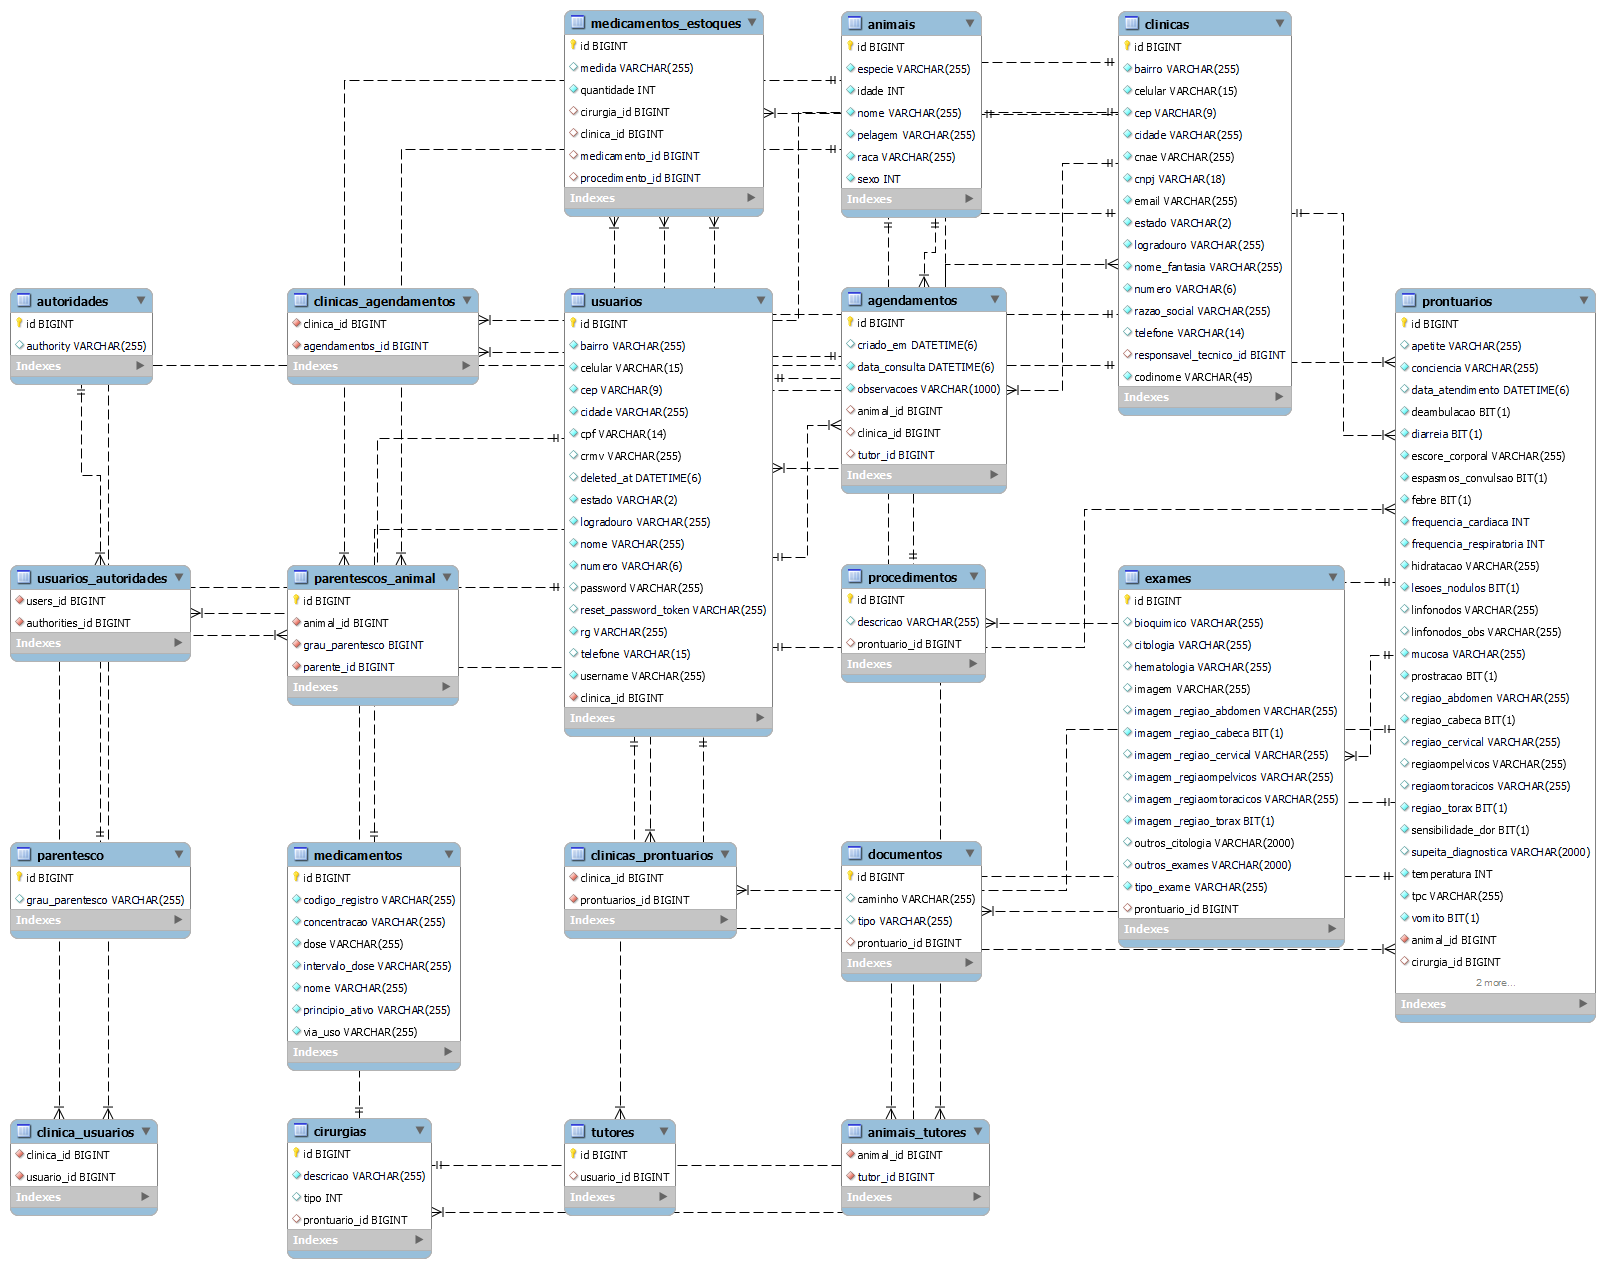 medicamentos_estoques
id BIGINT
medida VARCHAR(255)
quantidade INT
cirurgia_id BIGINT
clinica_id BIGINT
medicamento_id BIGINT
procedimento_id BIGINT
Indexes
animais
id BIGINT
especie VARCHAR(255)
idade INT
nome VARCHAR(255)
pelagem VARCHAR(255)
raca VARCHAR(255)
sexo INT
Indexes
clinicas
id BIGINT
bairro VARCHAR(255)
celular VARCHAR(15)
cep VARCHAR(9)
cidade VARCHAR(255)
cnae VARCHAR(255)
cnpj VARCHAR(18)
email VARCHAR(255)
estado VARCHAR(2)
logradouro VARCHAR(255)
nome_fantasia VARCHAR(255)
numero VARCHAR(6)
razao_social VARCHAR(255)
telefone VARCHAR(14)
responsavel_tecnico_id BIGINT
codinome VARCHAR(45)
Indexes
autoridades
id BIGINT
authority VARCHAR(255)
Indexes
clinicas_agendamentos
clinica_id BIGINT
agendamentos_id BIGINT
Indexes
usuarios
id BIGINT
bairro VARCHAR(255)
celular VARCHAR(15)
cep VARCHAR(9)
cidade VARCHAR(255)
cpf VARCHAR(14)
crmv VARCHAR(255)
deleted_at DATETIME(6)
estado VARCHAR(2)
logradouro VARCHAR(255)
nome VARCHAR(255)
numero VARCHAR(6)
password VARCHAR(255)
reset_password_token VARCHAR(255)
rg VARCHAR(255)
telefone VARCHAR(15)
username VARCHAR(255)
clinica_id BIGINT
Indexes
agendamentos
id BIGINT
criado_em DATETIME(6)
data_consulta DATETIME(6)
observacoes VARCHAR(1000)
animal_id BIGINT
clinica_id BIGINT
tutor_id BIGINT
Indexes
prontuarios
id BIGINT
apetite VARCHAR(255)
conciencia VARCHAR(255)
data_atendimento DATETIME(6)
deambulacao BIT(1)
diarreia BIT(1)
escore_corporal VARCHAR(255)
espasmos_convulsao BIT(1)
febre BIT(1)
frequencia_cardiaca INT
frequencia_respiratoria INT
hidratacao VARCHAR(255)
lesoes_nodulos BIT(1)
linfonodos VARCHAR(255)
linfonodos_obs VARCHAR(255)
mucosa VARCHAR(255)
prostracao BIT(1)
regiao_abdomen VARCHAR(255)
regiao_cabeca BIT(1)
regiao_cervical VARCHAR(255)
regiaompelvicos VARCHAR(255)
regiaomtoracicos VARCHAR(255)
regiao_torax BIT(1)
sensibilidade_dor BIT(1)
supeita_diagnostica VARCHAR(2000)
temperatura INT
tpc VARCHAR(255)
vomito BIT(1)
animal_id BIGINT
cirurgia_id BIGINT
2 more...
Indexes
usuarios_autoridades
users_id BIGINT
authorities_id BIGINT
Indexes
parentescos_animal
id BIGINT
animal_id BIGINT
grau_parentesco BIGINT
parente_id BIGINT
Indexes
procedimentos
id BIGINT
descricao VARCHAR(255)
prontuario_id BIGINT
Indexes
exames
id BIGINT
bioquimico VARCHAR(255)
citologia VARCHAR(255)
hematologia VARCHAR(255)
imagem VARCHAR(255)
imagem_regiao_abdomen VARCHAR(255)
imagem_regiao_cabeca BIT(1)
imagem_regiao_cervical VARCHAR(255)
imagem_regiaompelvicos VARCHAR(255)
imagem_regiaomtoracicos VARCHAR(255)
imagem_regiao_torax BIT(1)
outros_citologia VARCHAR(2000)
outros_exames VARCHAR(2000)
tipo_exame VARCHAR(255)
prontuario_id BIGINT
Indexes
parentesco
id BIGINT
grau_parentesco VARCHAR(255)
Indexes
medicamentos
id BIGINT
codigo_registro VARCHAR(255)
concentracao VARCHAR(255)
dose VARCHAR(255)
intervalo_dose VARCHAR(255)
nome VARCHAR(255)
principio_ativo VARCHAR(255)
via_uso VARCHAR(255)
Indexes
clinicas_prontuarios
clinica_id BIGINT
prontuarios_id BIGINT
Indexes
documentos
id BIGINT
caminho VARCHAR(255)
tipo VARCHAR(255)
prontuario_id BIGINT
Indexes
clinica_usuarios
clinica_id BIGINT
usuario_id BIGINT
Indexes
cirurgias
id BIGINT
descricao VARCHAR(255)
tipo INT
prontuario_id BIGINT
Indexes
tutores
id BIGINT
usuario_id BIGINT
Indexes
animais_tutores
animal_id BIGINT
tutor_id BIGINT
Indexes